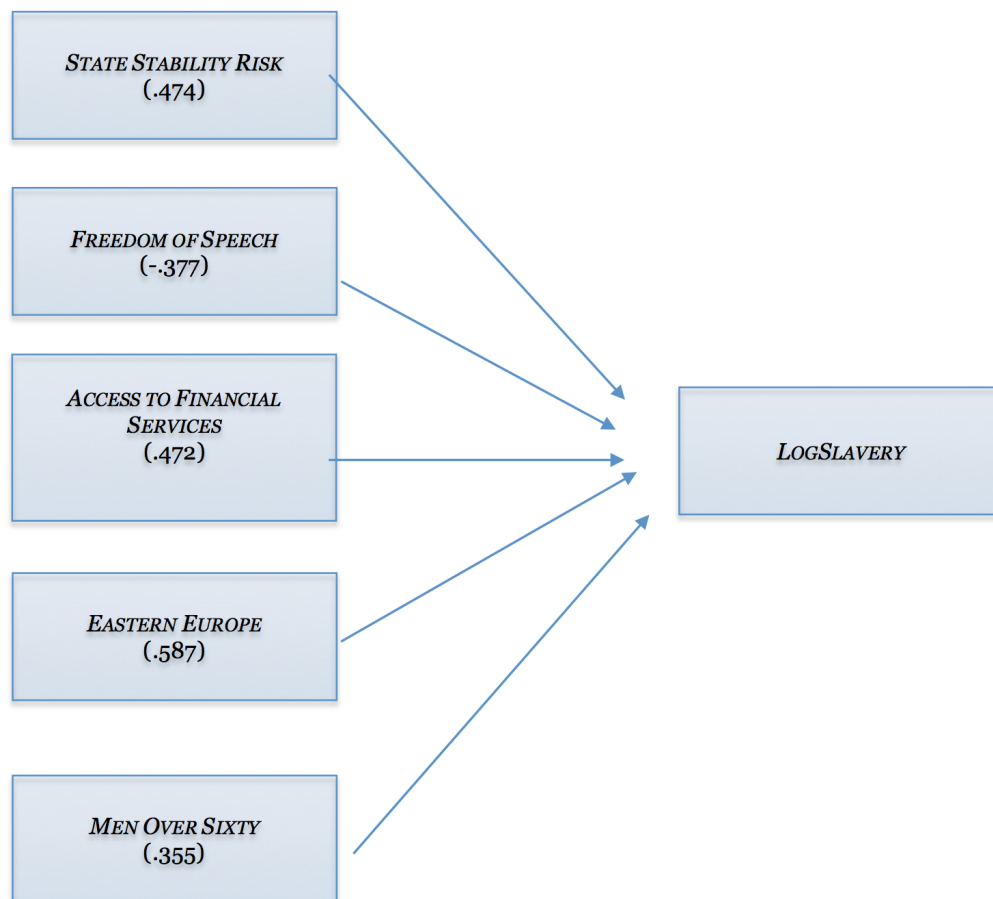 STATE STABILITY RISK
(.474)
FREEDOM OF SPEECH
(-.377)
ACCESS TO FINANCIAL
SERVICES
(.472)
LOGSLAVERY
EASTERN EUROPE
(.587)
MEN OVER SIXTY
(.355)